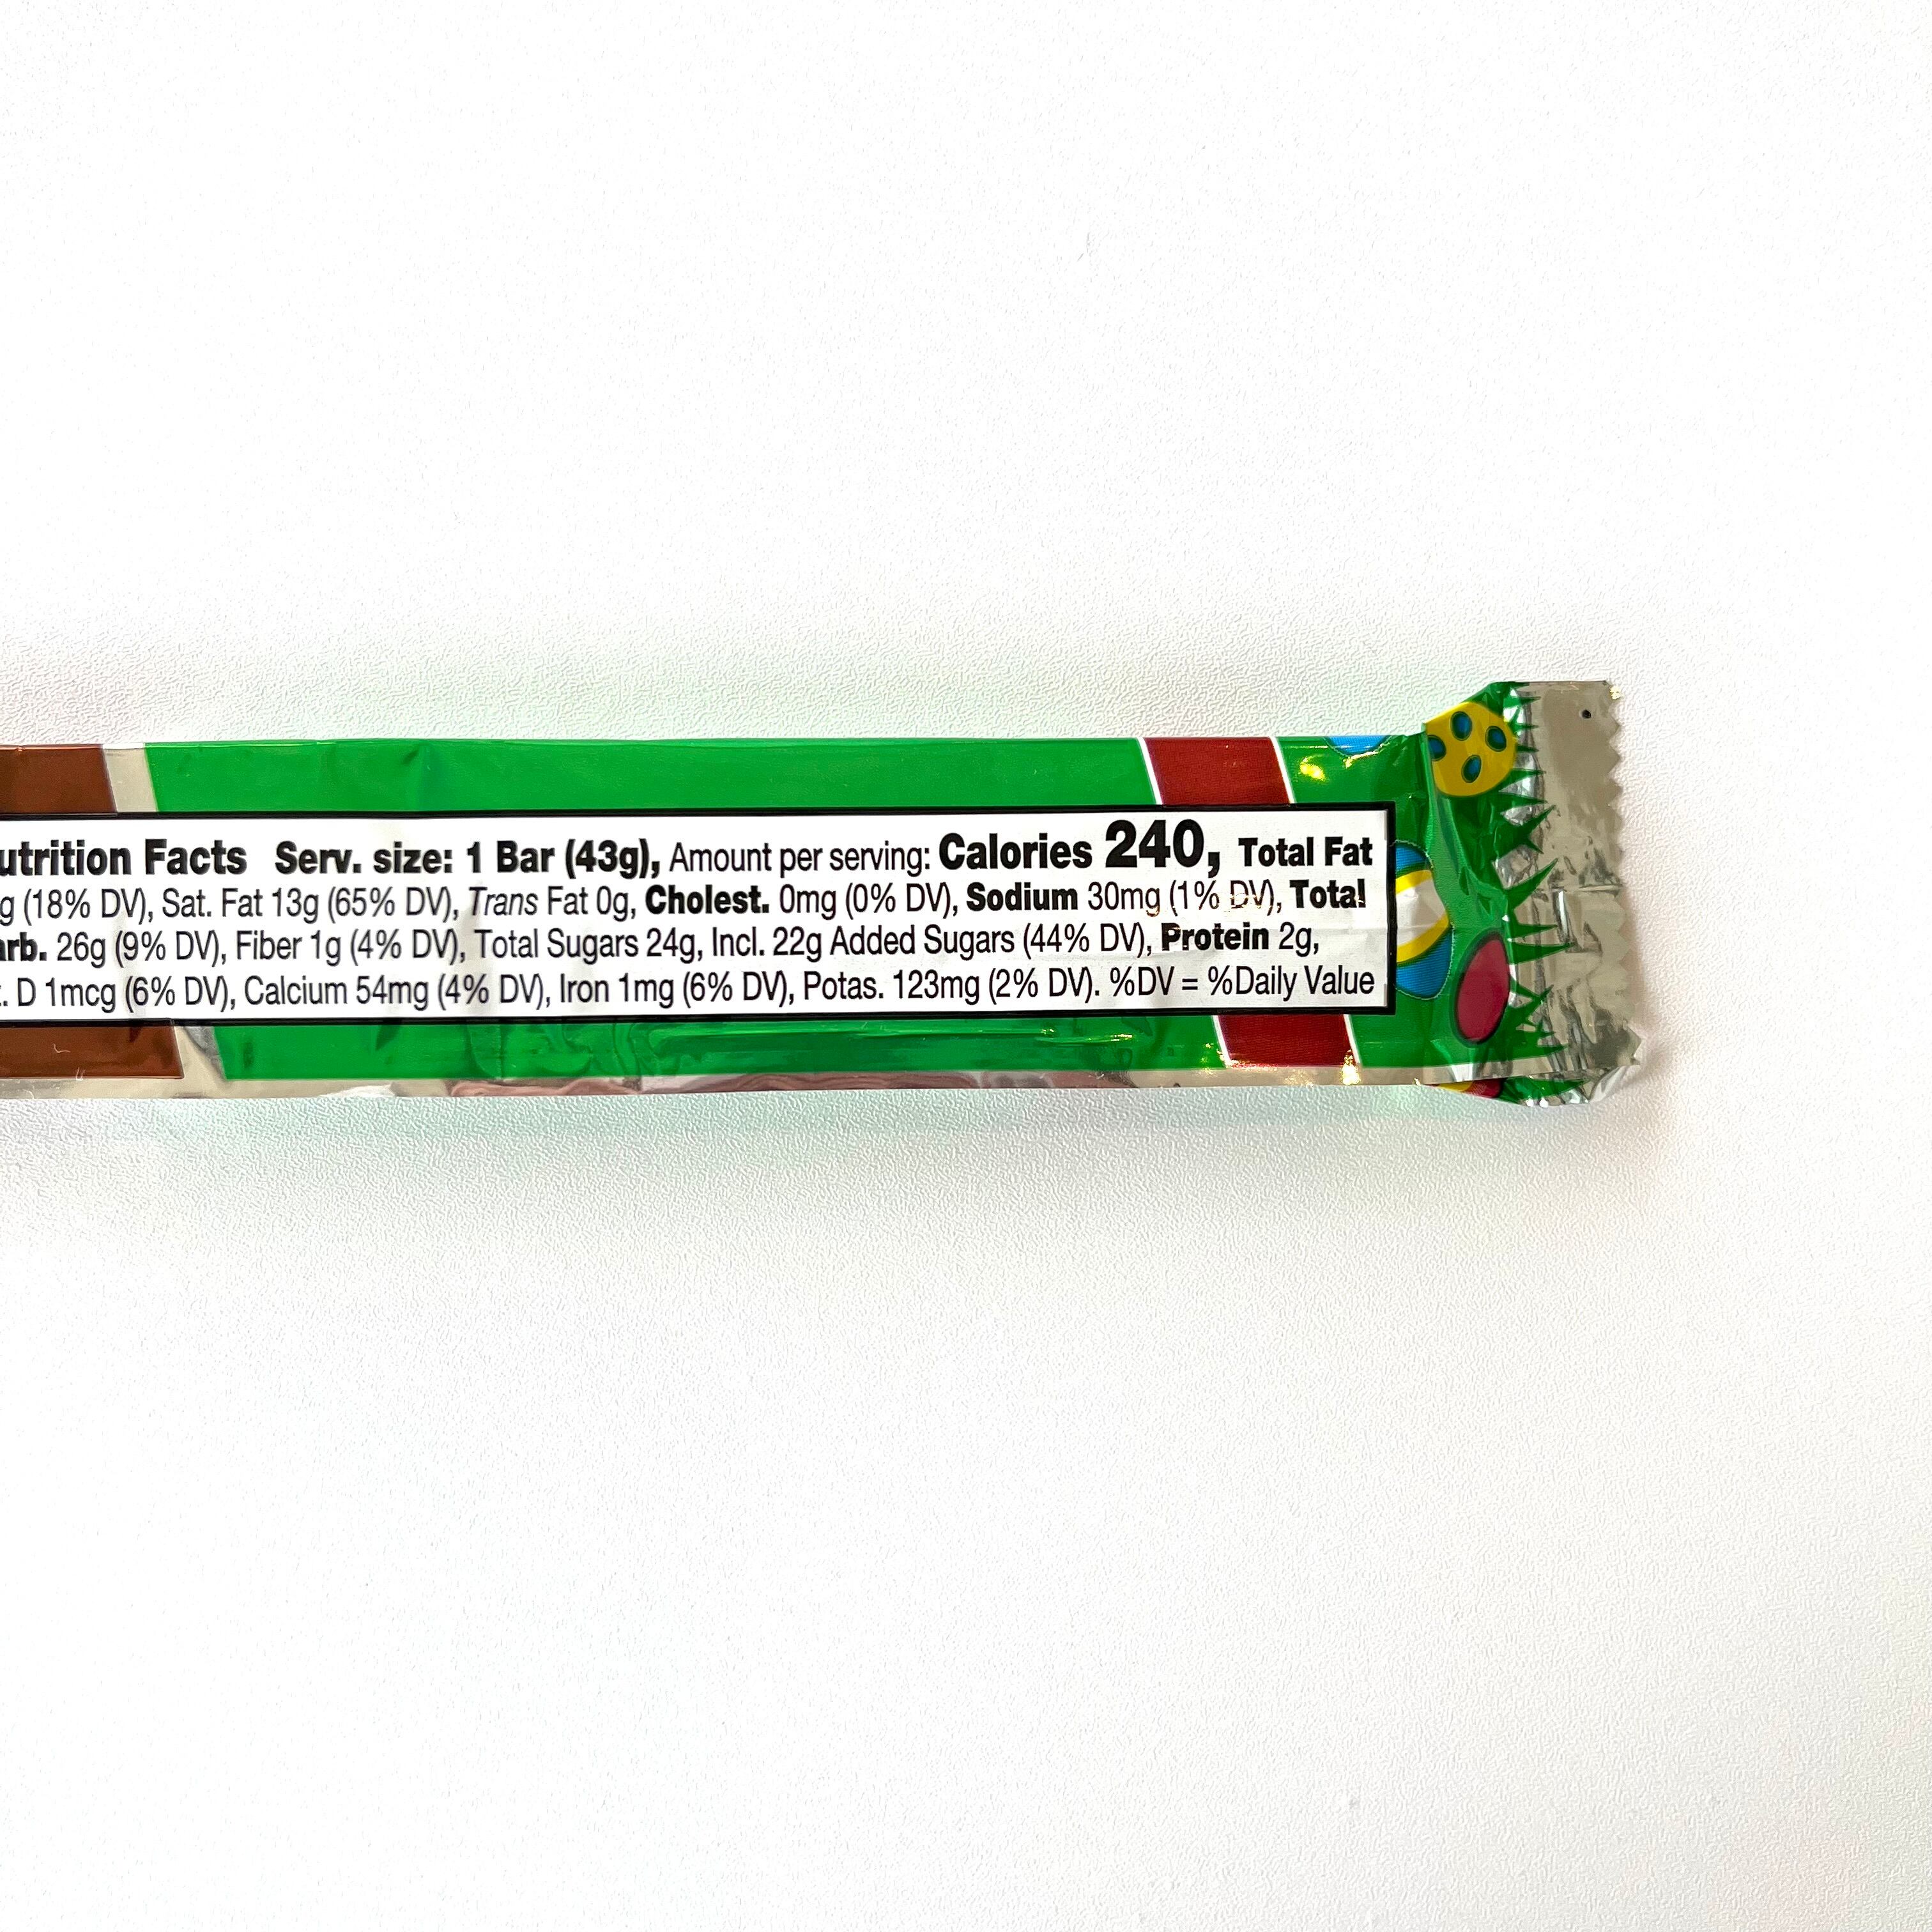 utrition Facts Serv. size: 1 Bar (43g), Amount per serving: Calories 240, Total Fat
g (18% DV), Sat. Fat 13g (65% DV), Trans Fat 0g, Cholest. 0mg (0% DV), Sodium 30mg (1% DV), Total
arb. 26g (9% DV), Fiber 1g (4% DV), Total Sugars 24g, Incl. 22g Added Sugars (44% DV), Protein 2g,
. D 1mcg (6% DV), Calcium 54mg (4% DV), Iron 1mg (6% DV), Potas. 123mg (2% DV). %DV = %Daily Value